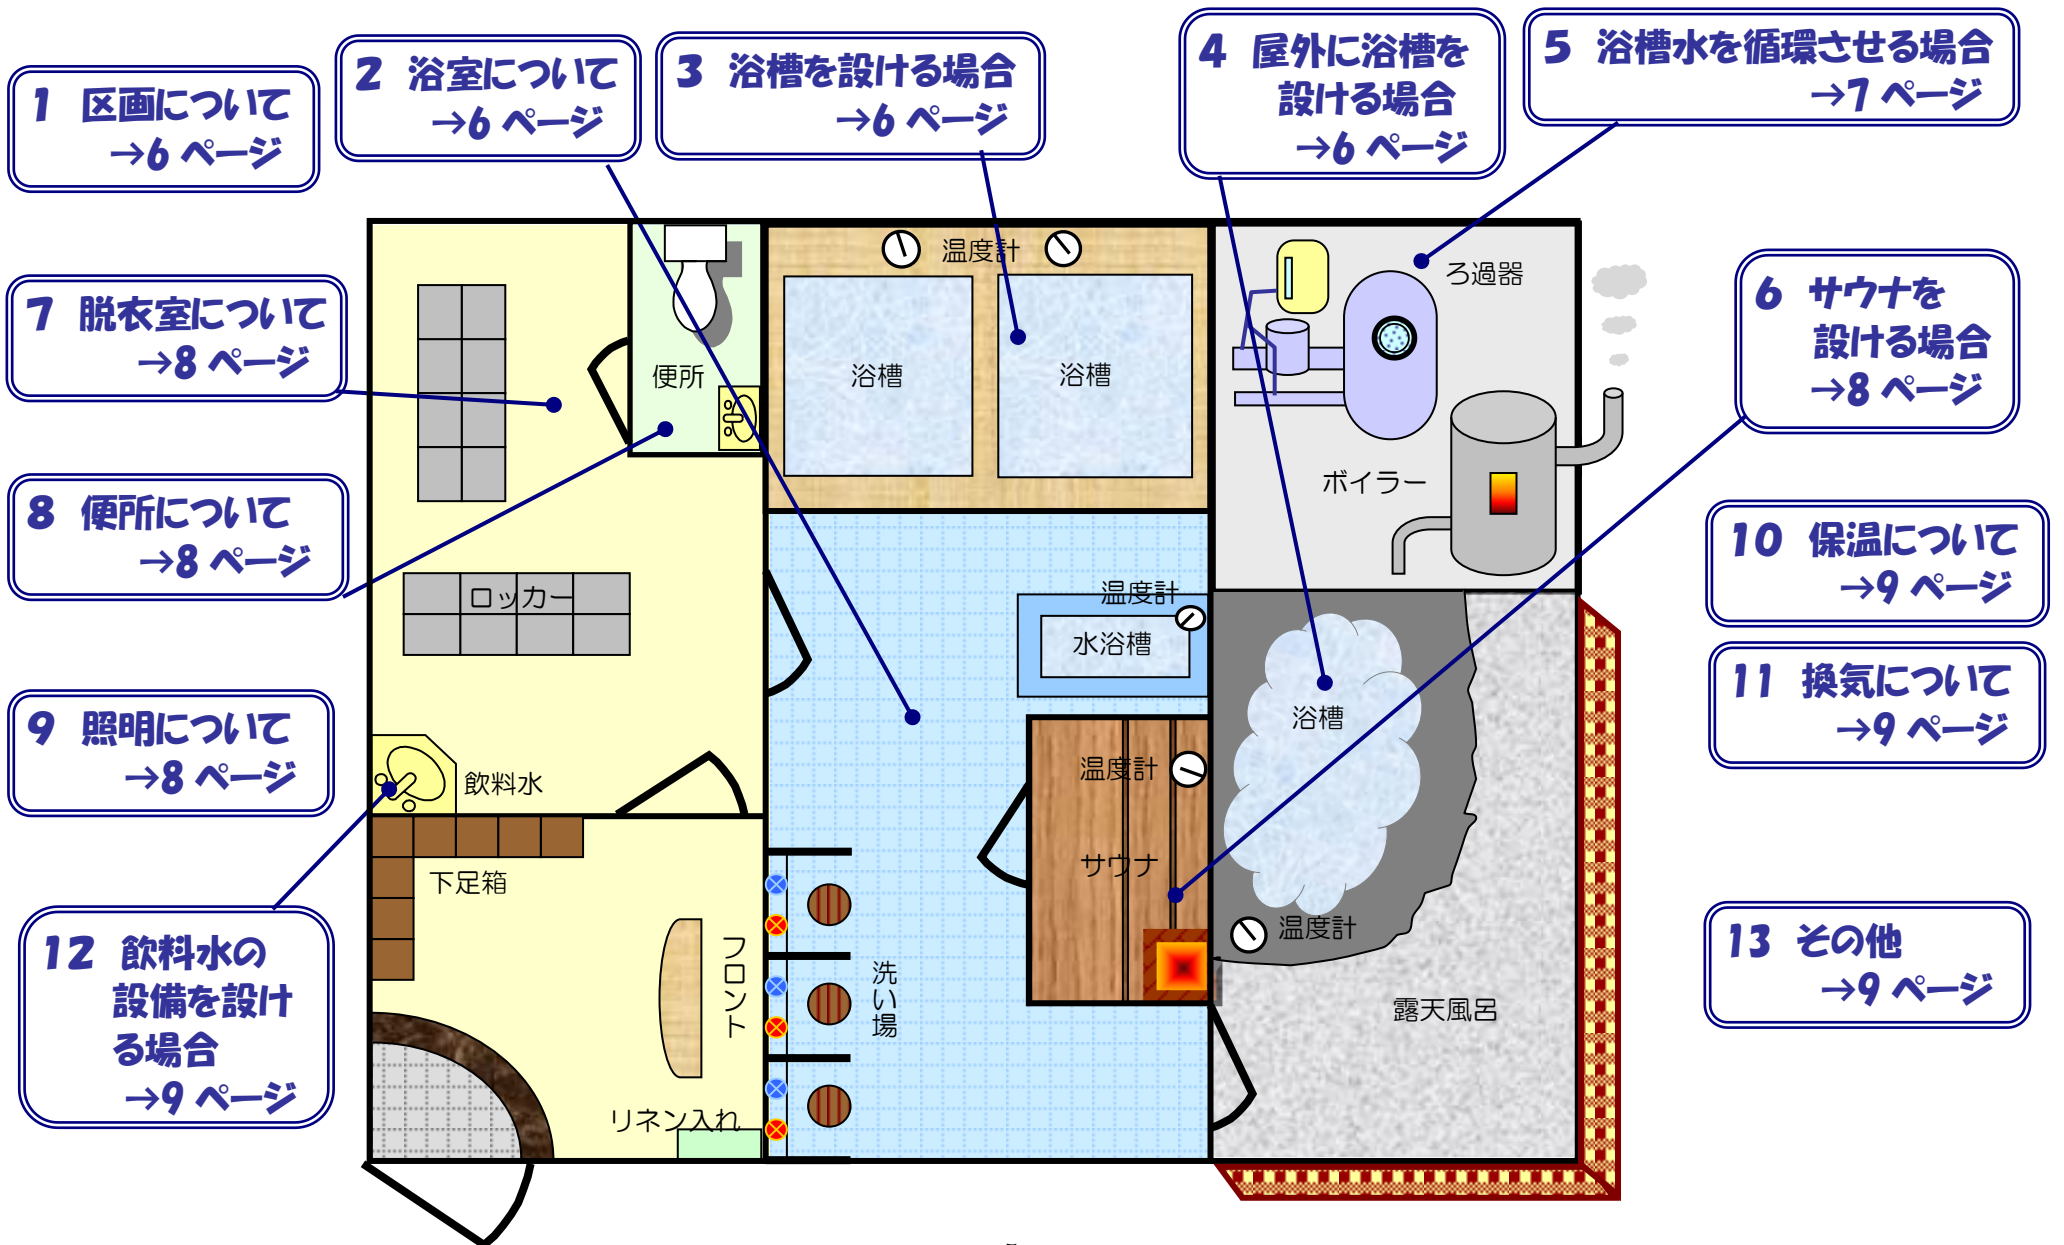 1 区画について
→6 ページ
2 浴室について
→6 ページ
3 浴槽を設ける場合
→6 ページ
4 屋外に浴槽を
設ける場合
→6 ページ
5 浴槽水を循環させる場合
→7 ページ
6 サウナを
設ける場合
→8 ページ
7 脱衣室について
→8 ページ
8 便所について
→8 ページ
9 照明について
→8 ページ
10 保温について
→9 ページ
11 換気について
→9 ページ
12 飲料水の
設備を設け
る場合
→9 ページ
13 その他
→9 ページ
温度計
ろ過器
便所
浴槽
浴槽
ボイラー
ロッカー
温度計
水浴槽
浴槽
飲料水
温度計
サウナ
下足箱
温度計
フロント
洗い場
露天風呂
リネン入れ